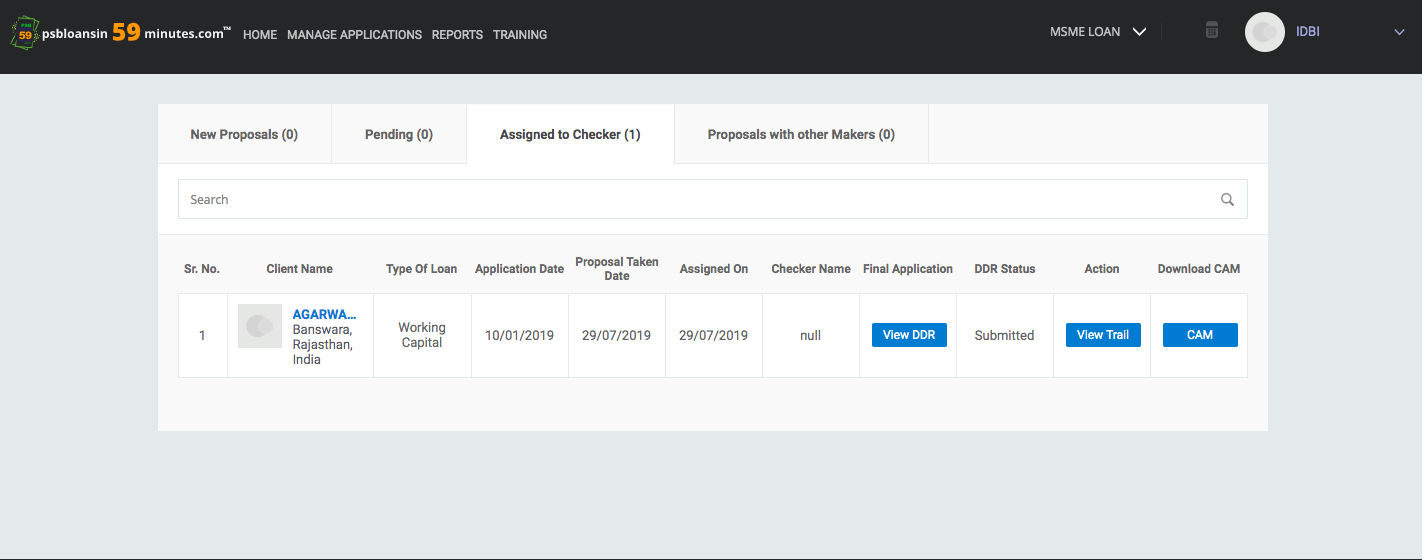 PSB
59
psbloansin 59 minutes.com™
HOME MANAGE APPLICATIONS REPORTS TRAINING
MSME LOAN
IDBI
New Proposals (0)
Pending (0)
Assigned to Checker (1)
Proposals with other Makers (0)
Search
Sr. No.
Client Name
Type Of Loan
Application Date
Proposal Taken
Date
Assigned On
Checker Name
Final Application
DDR Status
Action
Download CAM
1
AGARWA...
Banswara,
Rajasthan,
India
Working
Capital
10/01/2019
29/07/2019
29/07/2019
null
View DDR
Submitted
View Trail
CAM